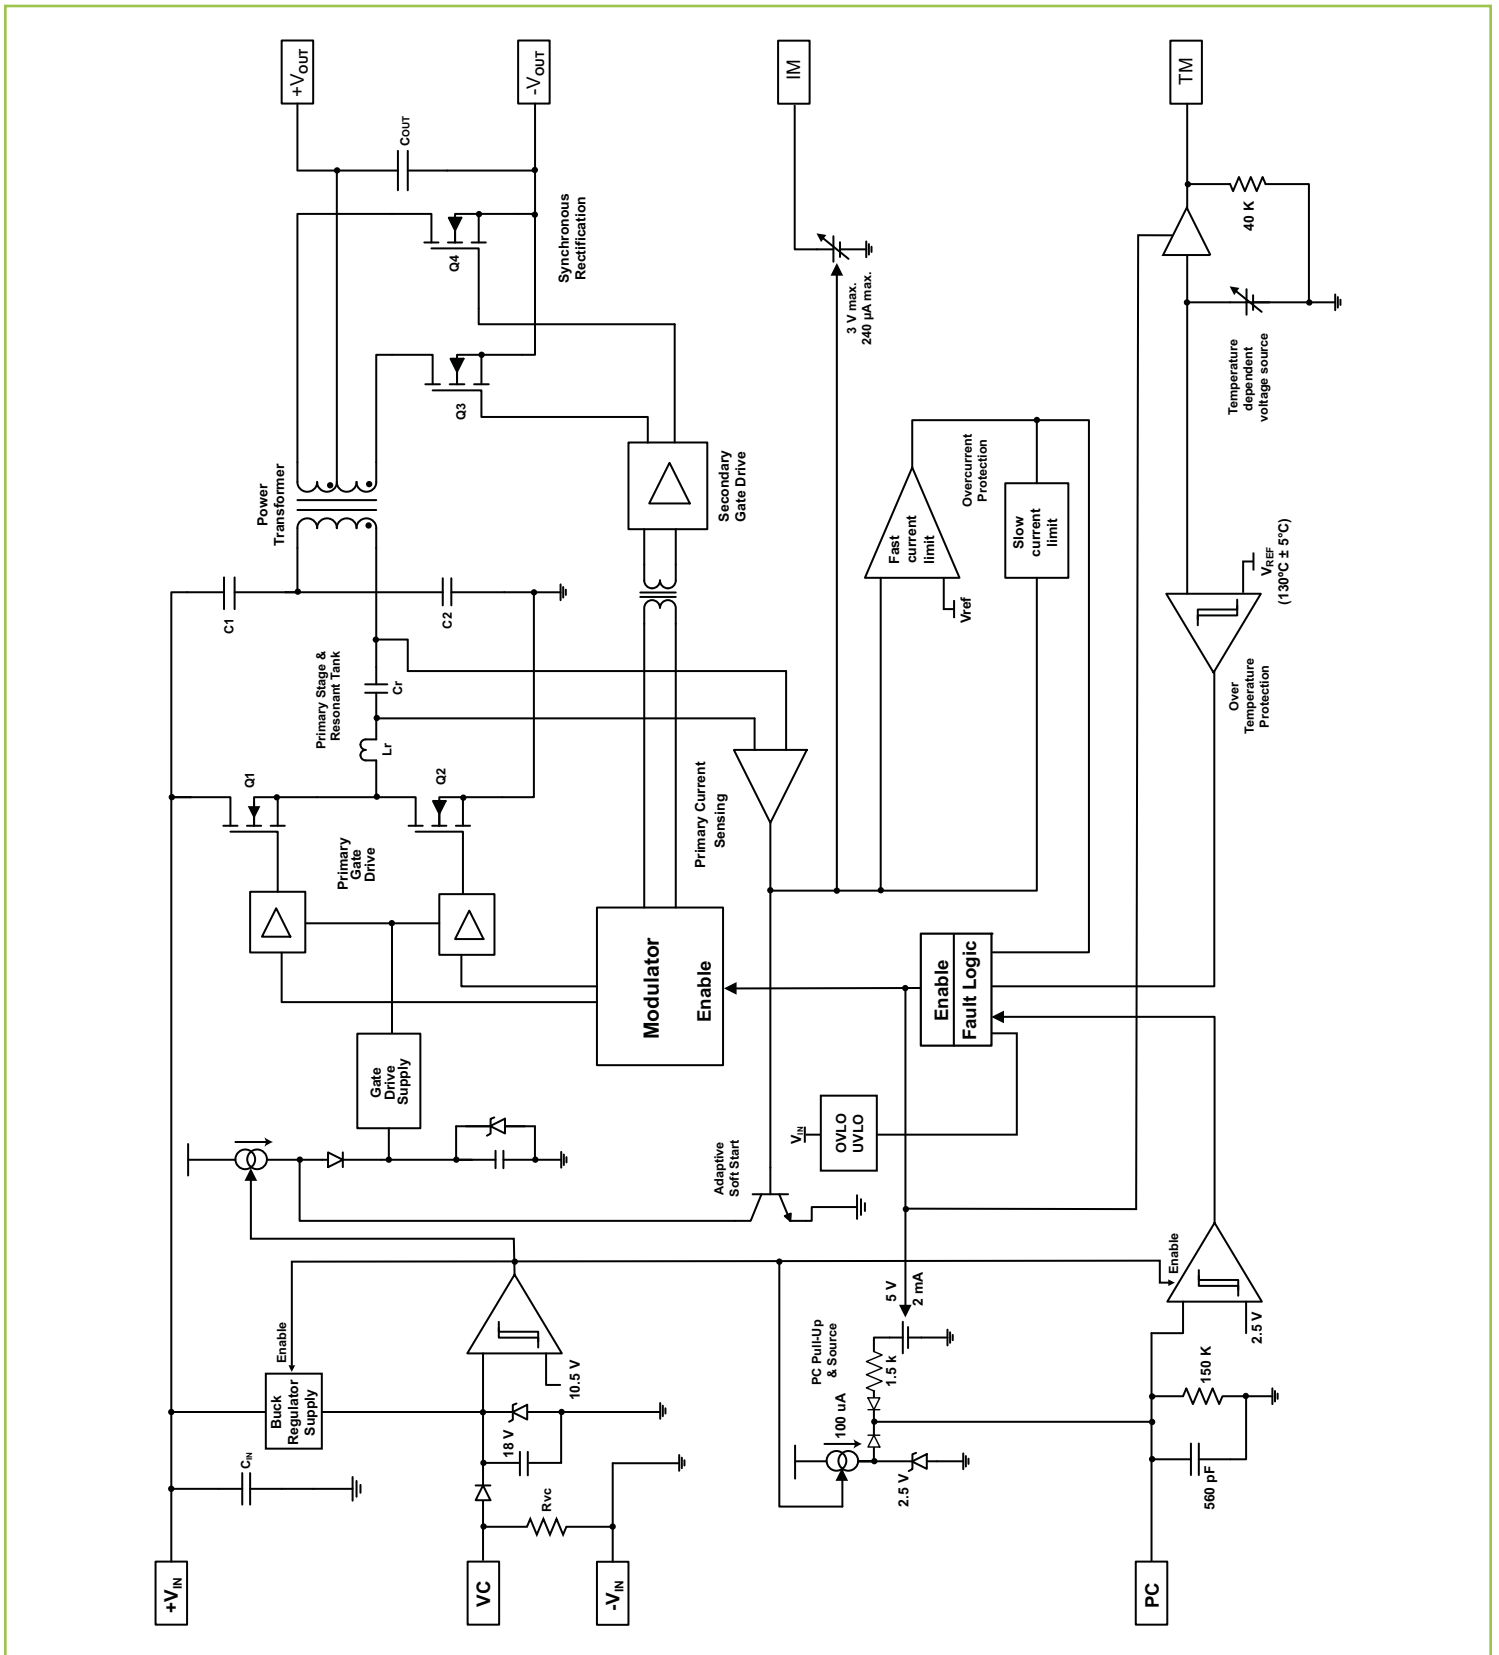 +VIN
CIN
Enable
Buck
Regulator
Supply
VC
Rvc
-VIN
18 V
10.5 V
Gate
Drive
Supply
Primary
Gate
Drive
Q1
Q2
Lr
Cr
Primary Stage &
Resonant Tank
C1
C2
Power
Transformer
Q3
Q4
Synchronous
Rectification
COUT
+VOUT
-VOUT
Modulator
Enable
Secondary
Gate Drive
Primary Current
Sensing
Adaptive
Soft Start
VIN
OVLO
UVLO
Enable
Fault Logic
Fast
current
limit
Vref
Slow
current
limit
Overcurrent
Protection
3 V max.
240 µA max.
IM
PC Pull-Up
& Source
100 uA
2.5 V
1.5 k
5 V
2 mA
PC
560 pF
150 K
2.5 V
Enable
Over
Temperature
Protection
VREF
(130ºC ± 5ºC)
Temperature
dependent
voltage source
40 K
TM